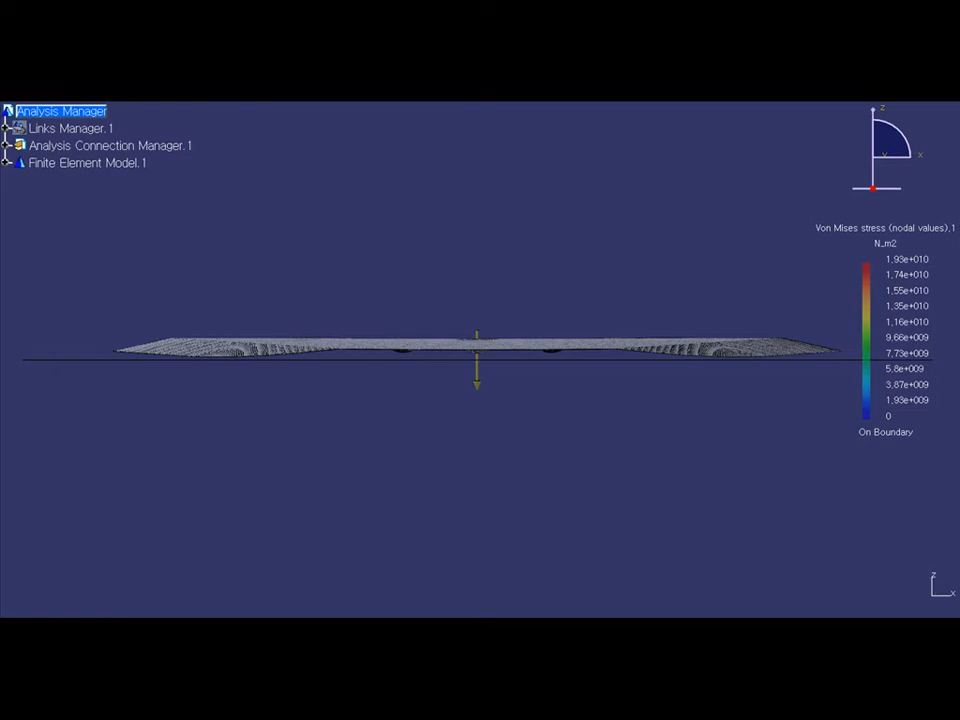 Analysis Manager
Links Manager.1
Analysis Connection Manager.1
Finite Element Model.1
z
x
y
Von Mises stress (nodal values).1
N_m2
1,93e+010
1,74e+010
1,55e+010
1,35e+010
1,16e+010
9,66e+009
7,73e+009
5,8e+009
3,87e+009
1,93e+009
0
On Boundary
z
x